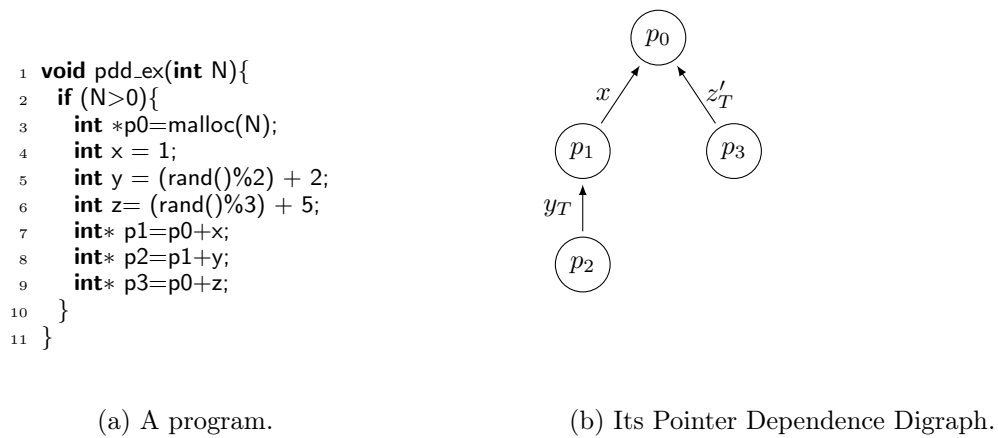 1 void pdd_ex(int N){
2 if (N>0){
3 int *p0=malloc(N);
4 int x = 1;
5 int y = (rand()%2) + 2;
6 int z= (rand()%3) + 5;
7 int* p1=p0+x;
8 int* p2=p1+y;
9 int* p3=p0+z;
10 }
11 }
(a) A program.
p0
x
z′T
p1
p3
yT
p2
(b) Its Pointer Dependence Digraph.